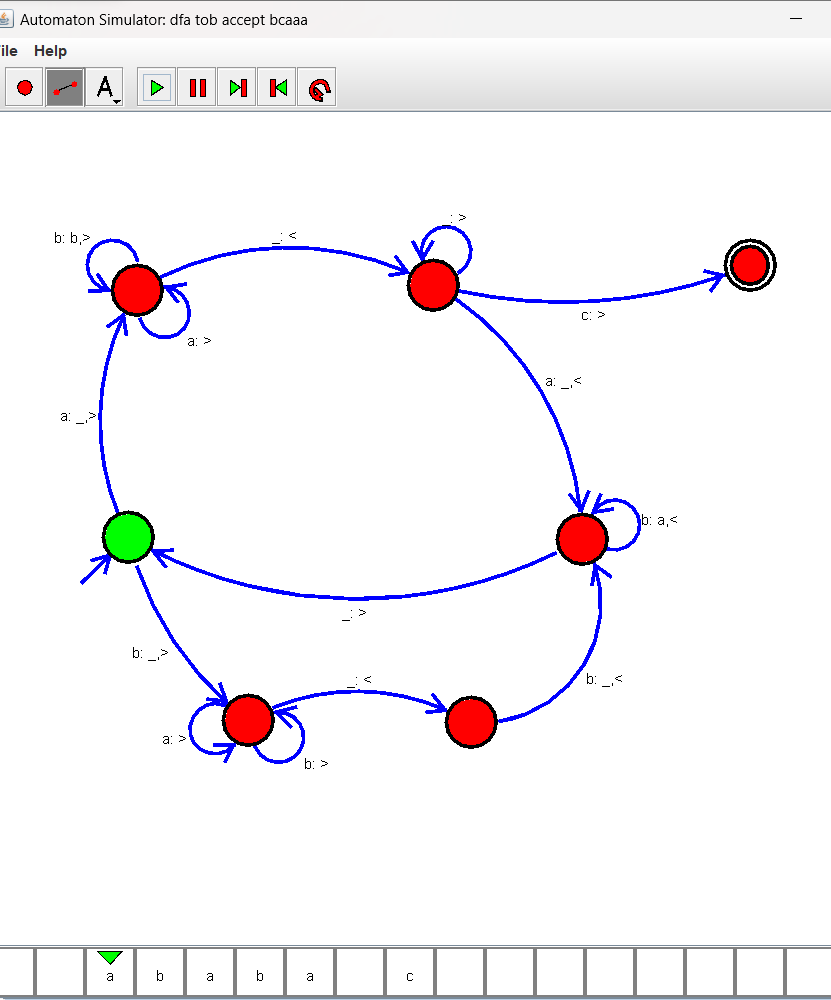 Automaton Simulator: dfa tob accept bcaaa
ile Help
A
: >
b: b,>
_: <
c: >
a: >
a: _,<
a: _,>
b: a,<
_: >
b: _,>
_: <
b: _,<
a: >
b: >
a b a b a c